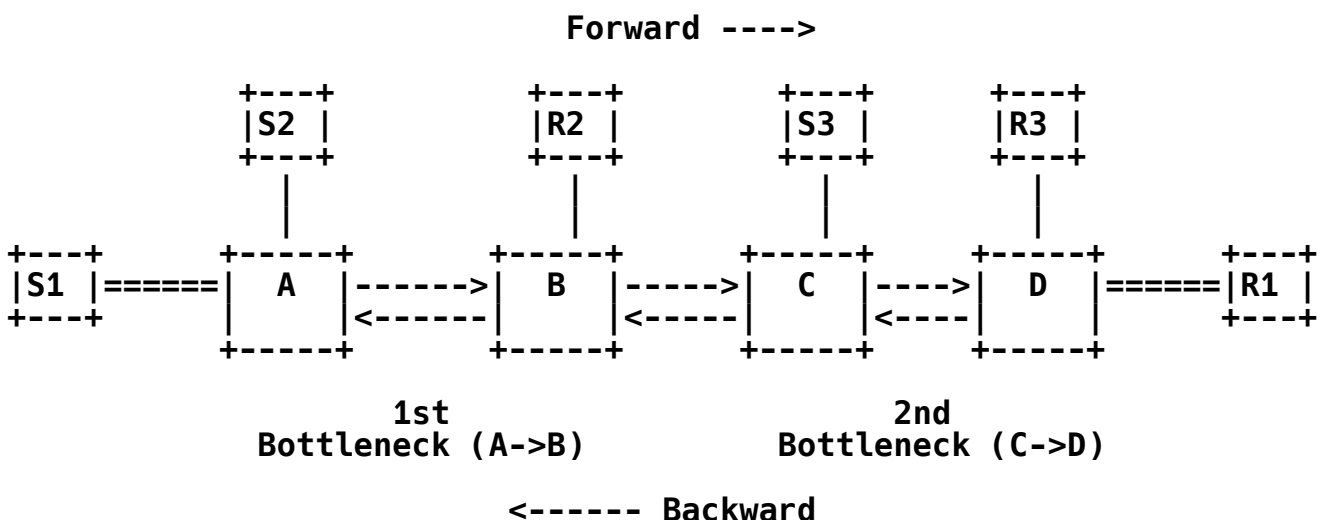 Forward ---->
+---+ +---+ +---+ +---+
|S2 | |R2 | |S3 | |R3 |
+---+ +---+ +---+ +---+
| | | |
| | | |
+---+ +-----+ +-----+ +-----+ +-----+ +---+
|S1 |======| A |------>| B |----->| C |---->| D |======|R1 |
+---+ | |<------| |<-----| |<----| | +---+
+-----+ +-----+ +-----+ +-----+
1st 2nd
Bottleneck (A->B) Bottleneck (C->D)
<------ Backward